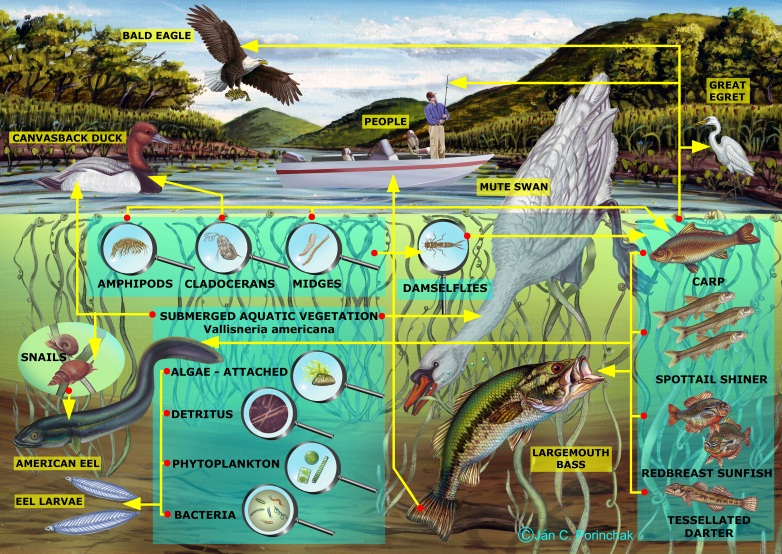 BALD EAGLE
GREAT
EGRET
PEOPLE
CANVASBACK DUCK
MUTE SWAN
AMPHIPODS
CLADOCERANS
MIDGES
DAMSELFLIES
CARP
SUBMERGED AQUATIC VEGETATION
Vallisneria americana
SNAILS
ALGAE - ATTACHED
SPOTTAIL SHINER
DETRITUS
AMERICAN EEL
PHYTOPLANKTON
LARGEMOUTH
BASS
REDBREAST SUNFISH
EEL LARVAE
BACTERIA
TESSELLATED
DARTER
©Jan C. Porinchak